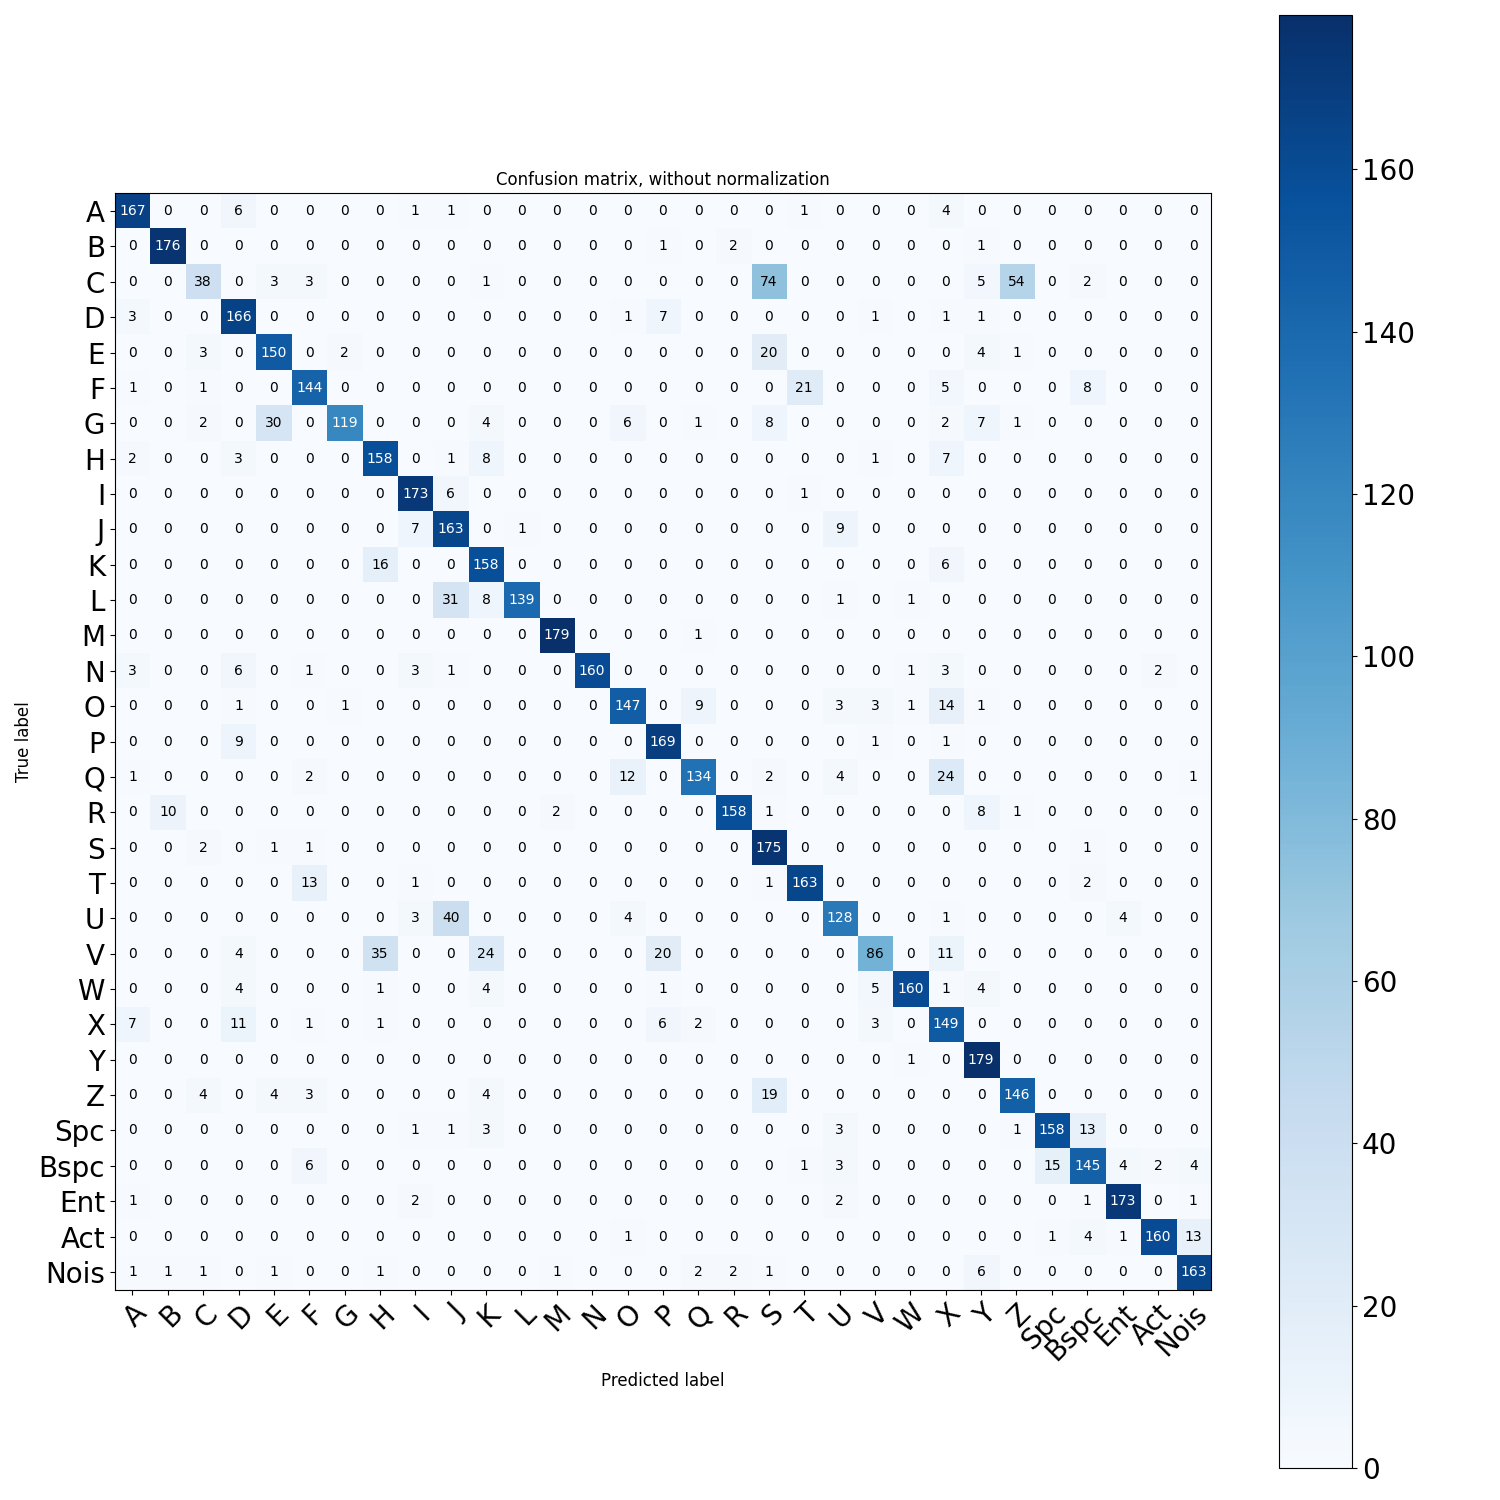 Confusion matrix, without normalization
A 167 0 0 6 0 0 0 0 1 1 0 0 0 0 0 0 0 0 0 1 0 0 0 4 0 0 0 0 0 0 0
B 0 176 0 0 0 0 0 0 0 0 0 0 0 0 0 1 0 2 0 0 0 0 0 0 1 0 0 0 0 0 0
C 0 0 38 0 3 3 0 0 0 0 1 0 0 0 0 0 0 0 74 0 0 0 0 0 5 54 0 2 0 0 0
D 3 0 0 166 0 0 0 0 0 0 0 0 0 0 1 7 0 0 0 0 0 1 0 1 1 0 0 0 0 0 0
E 0 0 3 0 150 0 2 0 0 0 0 0 0 0 0 0 0 0 20 0 0 0 0 0 4 1 0 0 0 0 0
F 1 0 1 0 0 144 0 0 0 0 0 0 0 0 0 0 0 0 0 21 0 0 0 5 0 0 0 8 0 0 0
G 0 0 2 0 30 0 119 0 0 0 4 0 0 0 6 0 1 0 8 0 0 0 0 2 7 1 0 0 0 0 0
H 2 0 0 3 0 0 0 158 0 1 8 0 0 0 0 0 0 0 0 0 0 1 0 7 0 0 0 0 0 0 0
I 0 0 0 0 0 0 0 0 173 6 0 0 0 0 0 0 0 0 0 1 0 0 0 0 0 0 0 0 0 0 0
J 0 0 0 0 0 0 0 0 7 163 0 1 0 0 0 0 0 0 0 0 9 0 0 0 0 0 0 0 0 0 0
K 0 0 0 0 0 0 0 16 0 0 158 0 0 0 0 0 0 0 0 0 0 0 0 6 0 0 0 0 0 0 0
L 0 0 0 0 0 0 0 0 0 31 8 139 0 0 0 0 0 0 0 0 1 0 1 0 0 0 0 0 0 0 0
M 0 0 0 0 0 0 0 0 0 0 0 0 179 0 0 0 1 0 0 0 0 0 0 0 0 0 0 0 0 0 0
N 3 0 0 6 0 1 0 0 3 1 0 0 0 160 0 0 0 0 0 0 0 0 1 3 0 0 0 0 0 2 0
O 0 0 0 1 0 0 1 0 0 0 0 0 0 0 147 0 9 0 0 0 3 3 1 14 1 0 0 0 0 0 0
P 0 0 0 9 0 0 0 0 0 0 0 0 0 0 0 169 0 0 0 0 0 1 0 1 0 0 0 0 0 0 0
Q 1 0 0 0 0 2 0 0 0 0 0 0 0 0 12 0 134 0 2 0 4 0 0 24 0 0 0 0 0 0 1
R 0 10 0 0 0 0 0 0 0 0 0 0 2 0 0 0 0 158 1 0 0 0 0 0 8 1 0 0 0 0 0
S 0 0 2 0 1 1 0 0 0 0 0 0 0 0 0 0 0 0 175 0 0 0 0 0 0 0 0 1 0 0 0
T 0 0 0 0 0 13 0 0 1 0 0 0 0 0 0 0 0 0 1 163 0 0 0 0 0 0 0 2 0 0 0
U 0 0 0 0 0 0 0 0 3 40 0 0 0 0 4 0 0 0 0 0 128 0 0 1 0 0 0 0 4 0 0
V 0 0 0 4 0 0 0 35 0 0 24 0 0 0 0 20 0 0 0 0 0 86 0 11 0 0 0 0 0 0 0
W 0 0 0 4 0 0 0 1 0 0 4 0 0 0 0 1 0 0 0 0 0 5 160 1 4 0 0 0 0 0 0
X 7 0 0 11 0 1 0 1 0 0 0 0 0 0 0 6 2 0 0 0 0 3 0 149 0 0 0 0 0 0 0
Y 0 0 0 0 0 0 0 0 0 0 0 0 0 0 0 0 0 0 0 0 0 0 1 0 179 0 0 0 0 0 0
Z 0 0 4 0 4 3 0 0 0 0 4 0 0 0 0 0 0 0 19 0 0 0 0 0 0 146 0 0 0 0 0
Spc 0 0 0 0 0 0 0 0 1 1 3 0 0 0 0 0 0 0 0 0 3 0 0 0 0 1 158 13 0 0 0
Bspc 0 0 0 0 0 6 0 0 0 0 0 0 0 0 0 0 0 0 0 1 3 0 0 0 0 0 15 145 4 2 4
Ent 1 0 0 0 0 0 0 0 2 0 0 0 0 0 0 0 0 0 0 0 2 0 0 0 0 0 0 1 173 0 1
Act 0 0 0 0 0 0 0 0 0 0 0 0 0 0 1 0 0 0 0 0 0 0 0 0 0 0 1 4 1 160 13
Nois 1 1 1 0 1 0 0 1 0 0 0 0 1 0 0 0 2 2 1 0 0 0 0 0 6 0 0 0 0 0 163
A B C D E F G H I J K L M N O P Q R S T U V W X Y Z Spc Bspc Ent Act Nois
Predicted label
True label
160
140
120
100
80
60
40
20
0